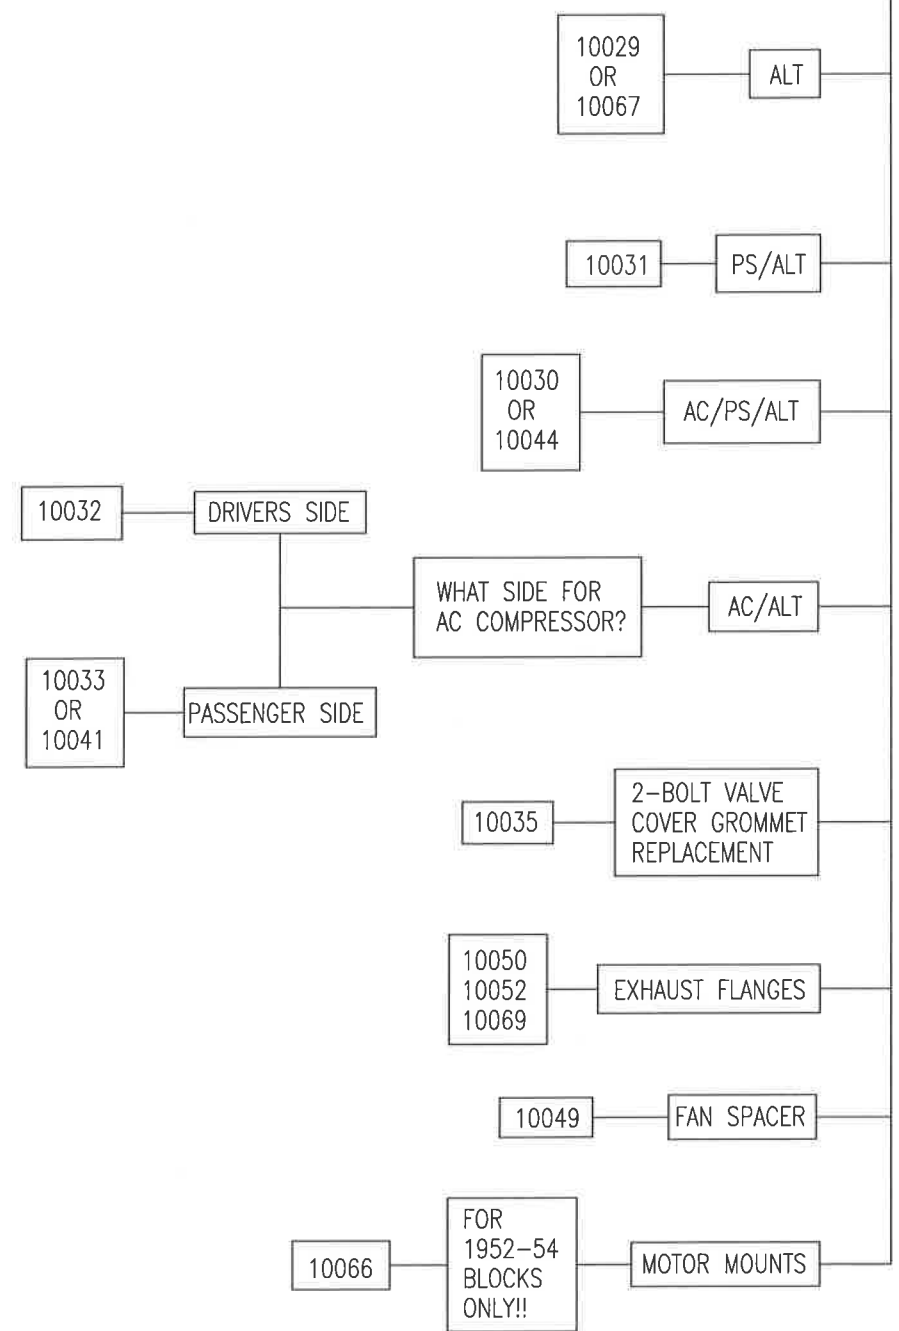 10029
OR
10067
ALT
10031
PS/ALT
10030
OR
10044
AC/PS/ALT
10032
DRIVERS SIDE
WHAT SIDE FOR
AC COMPRESSOR?
AC/ALT
10033
OR
10041
PASSENGER SIDE
10035
2-BOLT VALVE
COVER GROMMET
REPLACEMENT
10050
10052
10069
EXHAUST FLANGES
10049
FAN SPACER
10066
FOR
1952-54
BLOCKS
ONLY!!
MOTOR MOUNTS